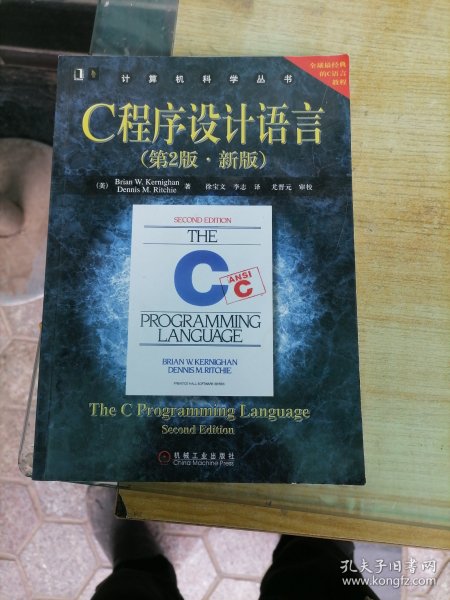 计算机科学丛书
全球最经典
的C语言
教程
C程序设计语言
(第2版·新版)
(美) Brian W. Kernighan
Dennis M. Ritchie 著 徐宝文 李志 译 尤晋元 审校
SECOND EDITION
THE
C
ANSI
C
PROGRAMMING
LANGUAGE
BRIAN W. KERNIGHAN
DENNIS M. RITCHIE
PRENTICE HALL SOFTWARE SERIES
The C Programming Language
Second Edition
机械工业出版社
China Machine Press
孔夫子旧书网
www.kongfz.com